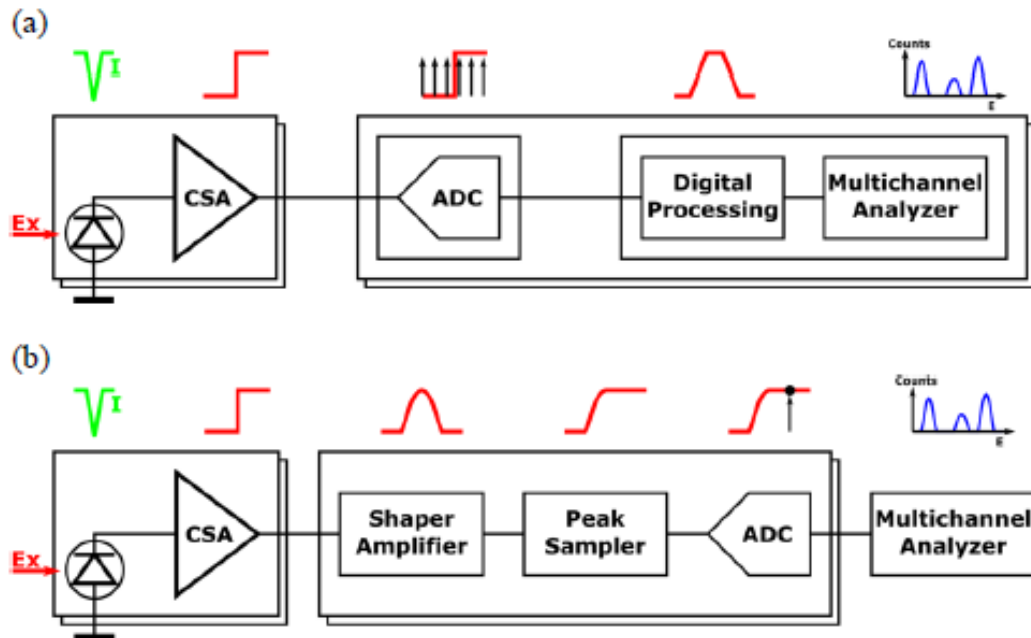 (a)
I
Counts
E
Ex
CSA
ADC
Digital
Processing
Multichannel
Analyzer
(b)
I
Counts
E
Ex
CSA
Shaper
Amplifier
Peak
Sampler
ADC
Multichannel
Analyzer